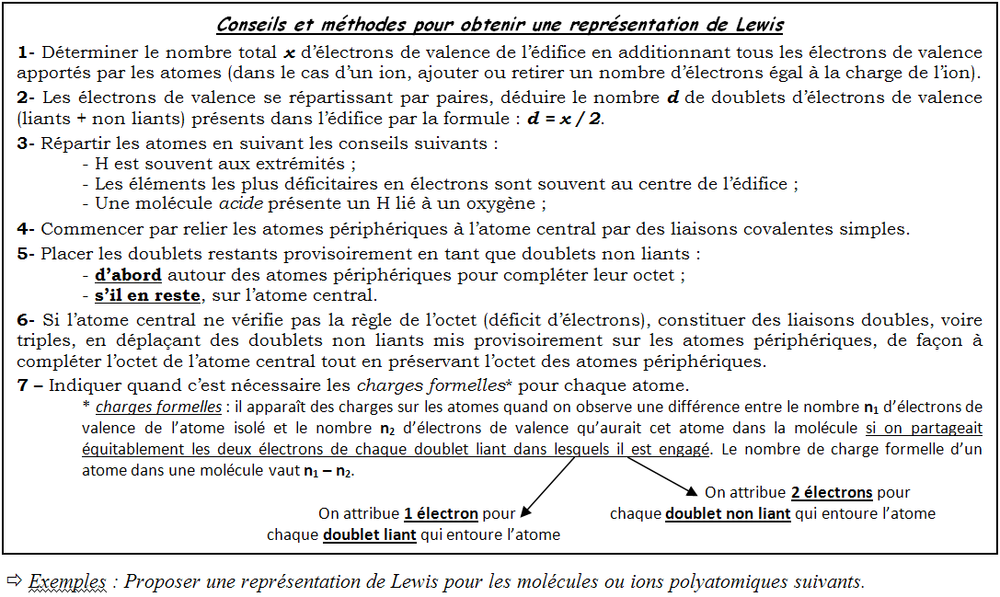 Conseils et méthodes pour obtenir une représentation de Lewis
1- Déterminer le nombre total x d’électrons de valence de l’édifice en additionnant tous les électrons de valence
apportés par les atomes (dans le cas d’un ion, ajouter ou retirer un nombre d’électrons égal à la charge de l’ion).
2- Les électrons de valence se répartissant par paires, déduire le nombre d de doublets d’électrons de valence
(liants + non liants) présents dans l’édifice par la formule : d = x / 2.
3- Répartir les atomes en suivant les conseils suivants :
- H est souvent aux extrémités ;
- Les éléments les plus déficitaires en électrons sont souvent au centre de l’édifice ;
- Une molécule acide présente un H lié à un oxygène ;
4- Commencer par relier les atomes périphériques à l’atome central par des liaisons covalentes simples.
5- Placer les doublets restants provisoirement en tant que doublets non liants :
- d’abord autour des atomes périphériques pour compléter leur octet ;
- s’il en reste, sur l’atome central.
6- Si l’atome central ne vérifie pas la règle de l’octet (déficit d’électrons), constituer des liaisons doubles, voire
triples, en déplaçant des doublets non liants mis provisoirement sur les atomes périphériques, de façon à
compléter l’octet de l’atome central tout en préservant l’octet des atomes périphériques.
7 – Indiquer quand c’est nécessaire les charges formelles* pour chaque atome.
* charges formelles : il apparaît des charges sur les atomes quand on observe une différence entre le nombre n₁ d’électrons de
valence de l’atome isolé et le nombre n₂ d’électrons de valence qu’aurait cet atome dans la molécule si on partageait
équitablement les deux électrons de chaque doublet liant dans lesquels il est engagé. Le nombre de charge formelle d’un
atome dans une molécule vaut n₁ – n₂.
On attribue 2 électrons pour
chaque doublet non liant qui entoure l’atome
On attribue 1 électron pour
chaque doublet liant qui entoure l’atome
⇨ Exemples : Proposer une représentation de Lewis pour les molécules ou ions polyatomiques suivants.